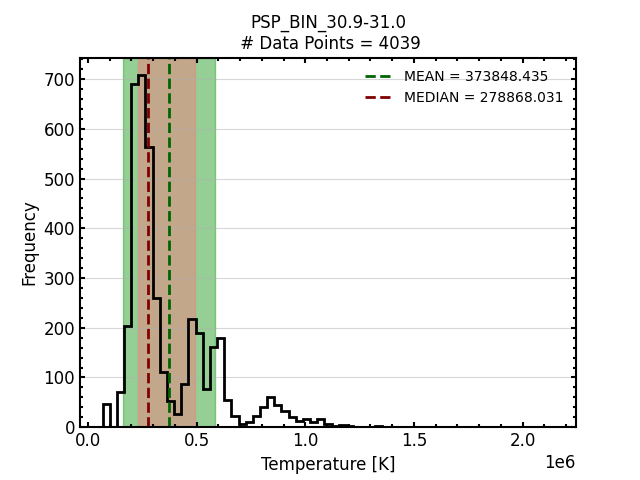 PSP_BIN_30.9-31.0
# Data Points = 4039
MEAN = 373848.435
MEDIAN = 278868.031
Frequency
700
600
500
400
300
200
100
0
0.0 0.5 1.0 1.5 2.0
1e6
Temperature [K]